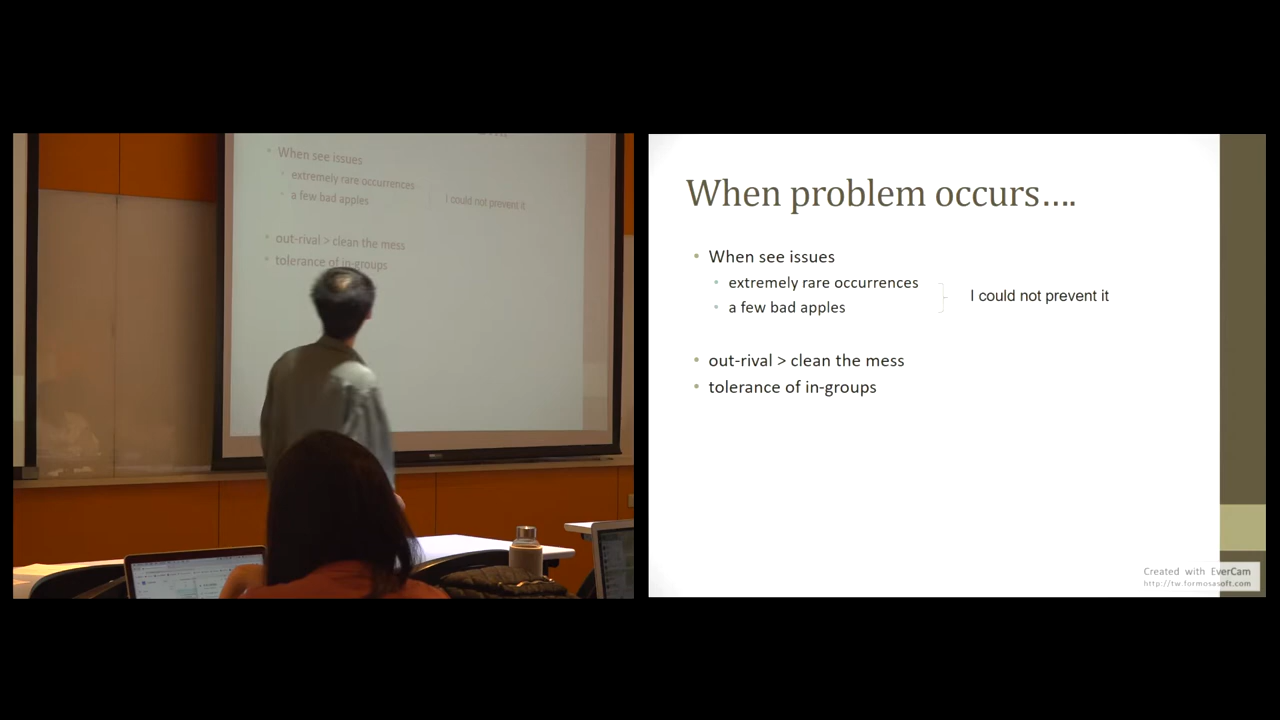 When see issues
extremely rare occurrences
a few bad apples
I could not prevent it
out-rival > clean the mess
tolerance of in-groups
When problem occurs....
When see issues
extremely rare occurrences
a few bad apples
I could not prevent it
out-rival > clean the mess
tolerance of in-groups
Created with EverCam
http://tw.formosasoft.com